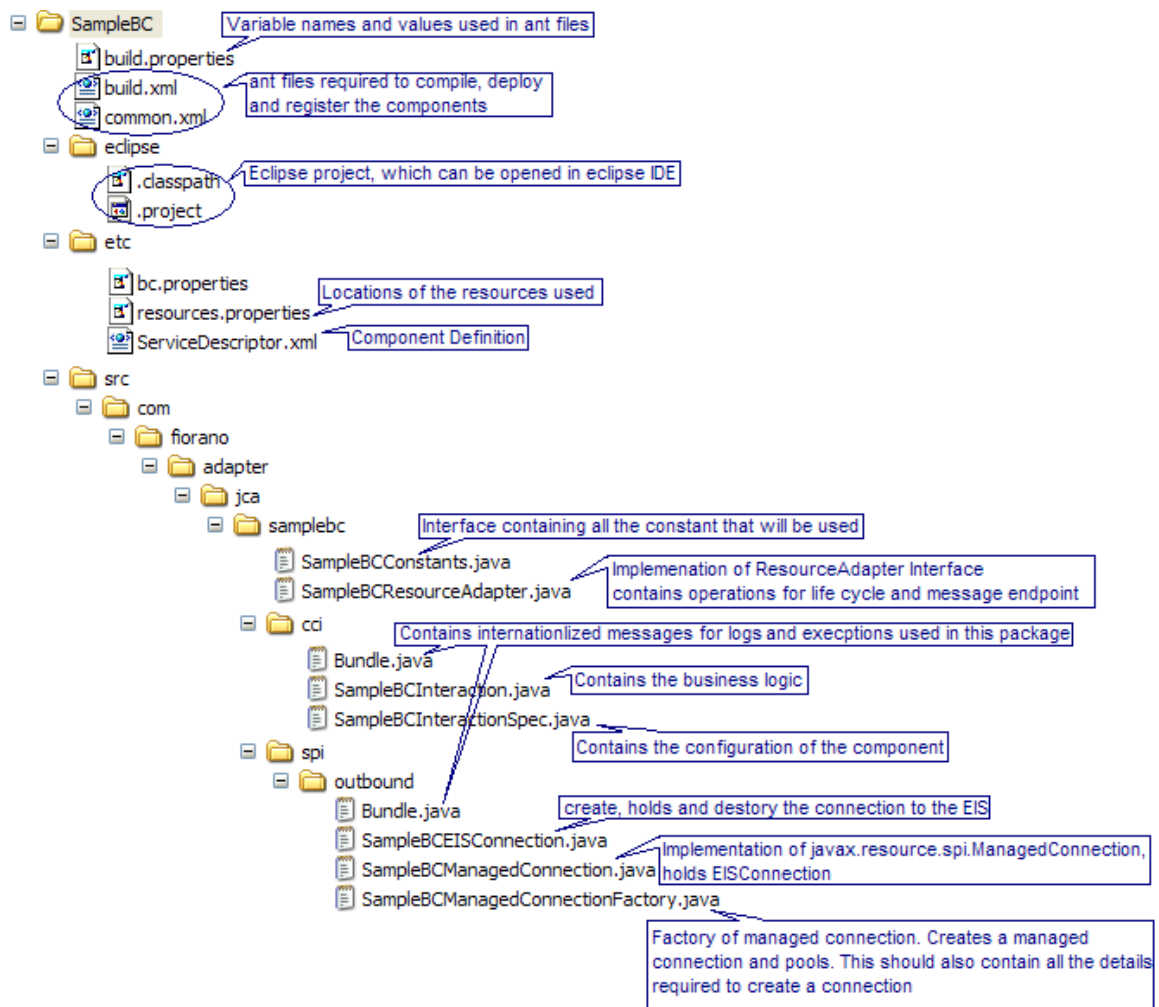 SampleBC
Variable names and values used in ant files
build.properties
build.xml
ant files required to compile, deploy
and register the components
common.xml
eclipse
.classpath
Eclipse project, which can be opened in eclipse IDE
.project
etc
bc.properties
Locations of the resources used
resources.properties
ServiceDescriptor.xml
Component Definition
src
com
fiorano
adapter
jca
samplebc
Interface containing all the constant that will be used
SampleBCConstants.java
SampleBCResourceAdapter.java
Implemenation of ResourceAdapter Interface
contains operations for life cycle and message endpoint
cci
Contains internationlized messages for logs and execptions used in this package
Bundle.java
SampleBCInteraction.java
Contains the business logic
SampleBCInteractionSpec.java
Contains the configuration of the component
spi
outbound
Bundle.java
create, holds and destory the connection to the EIS
SampleBCEISConnection.java
SampleBCManagedConnection.java
Implementation of javax.resource.spi.ManagedConnection,
holds EISConnection
SampleBCManagedConnectionFactory.java
Factory of managed connection. Creates a managed
connection and pools. This should also contain all the details
required to create a connection